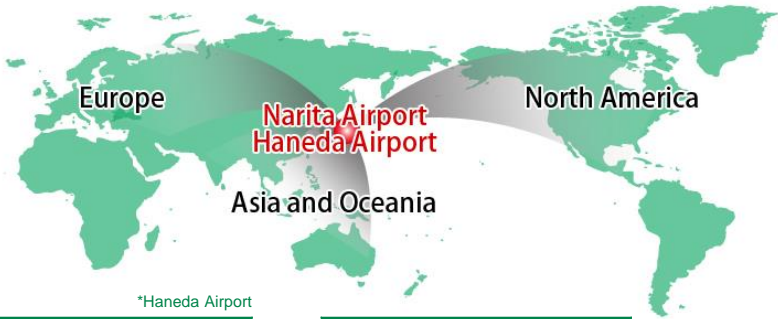 Europe
North America
Narita Airport
Haneda Airport
Asia and Oceania
*Haneda Airport